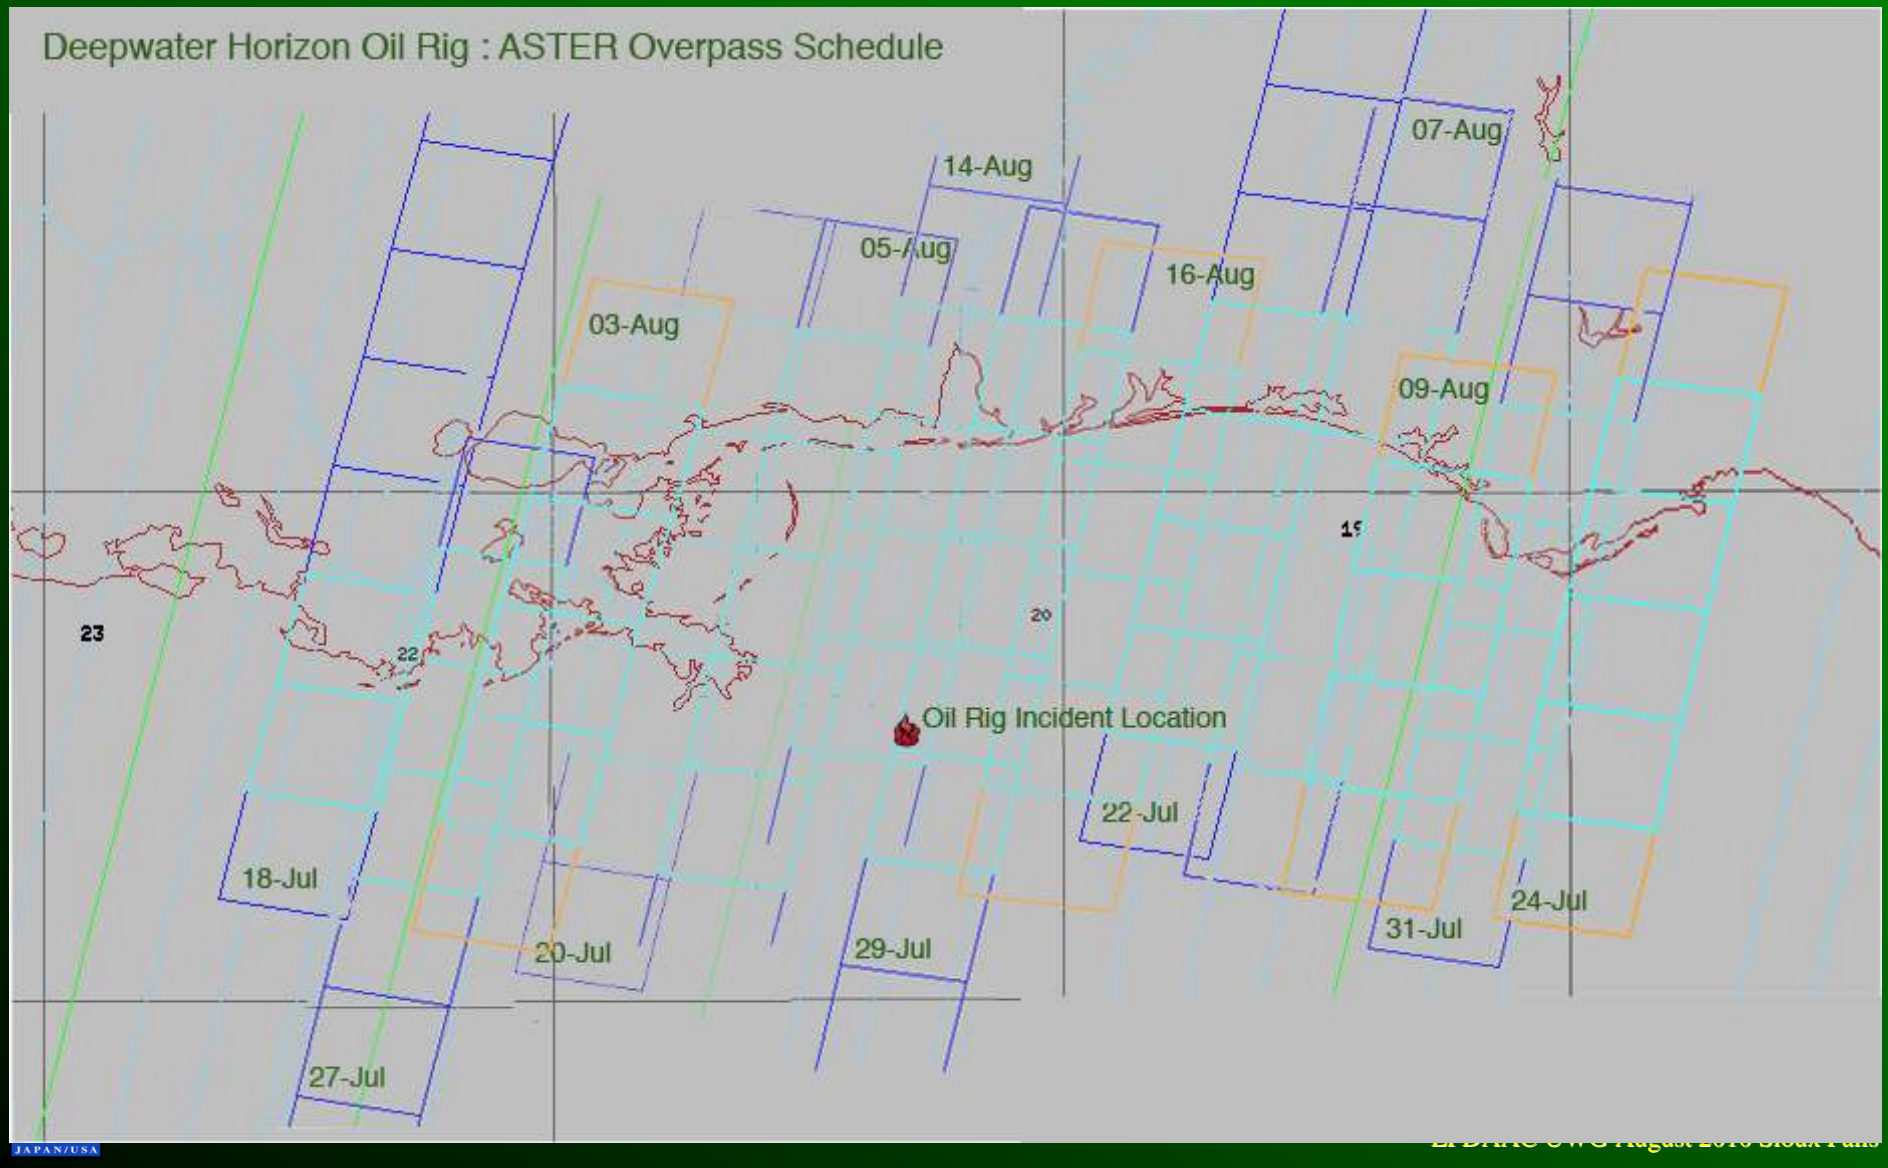 Deepwater Horizon Oil Rig : ASTER Overpass Schedule
07-Aug
14-Aug
05-Aug
16-Aug
03-Aug
09-Aug
19
20
23
22
Oil Rig Incident Location
22-Jul
18-Jul
24-Jul
31-Jul
20-Jul
29-Jul
27-Jul
JAPAN/USA